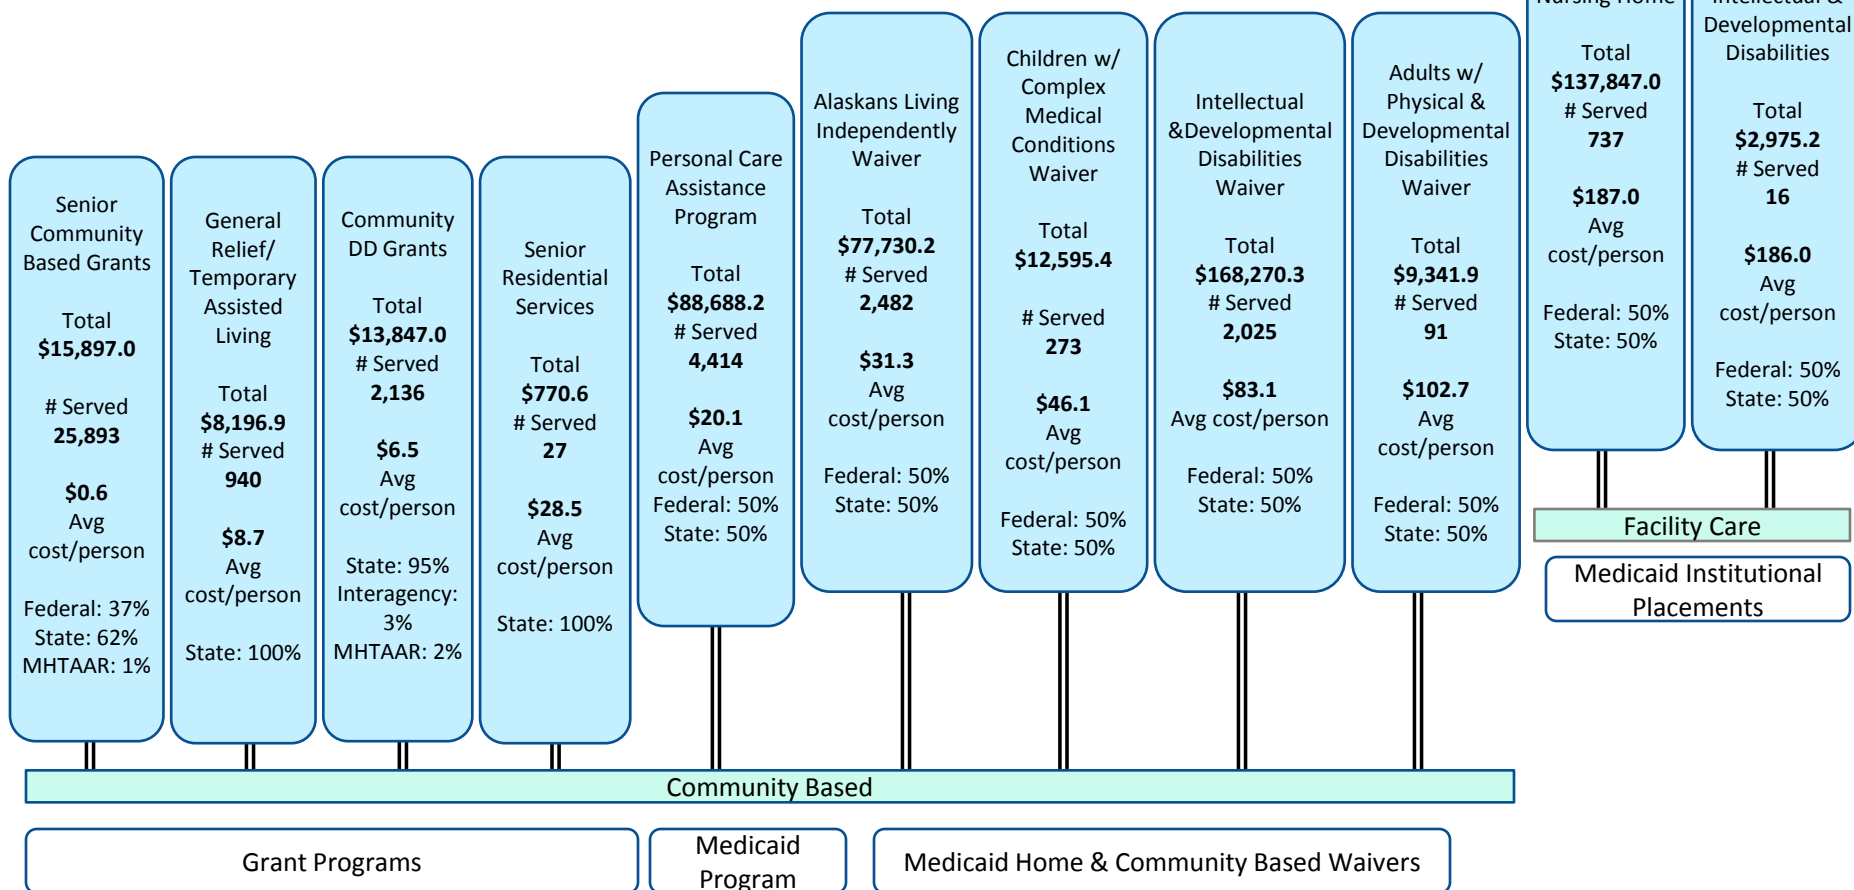 Senior
Community
Based Grants
Total
$15,897.0
# Served
25,893
$0.6
Avg
cost/person
Federal: 37%
State: 62%
MHTAAR: 1%
General
Relief/
Temporary
Assisted
Living
Total
$8,196.9
# Served
940
$8.7
Avg
cost/person
State: 100%
Community
DD Grants
Total
$13,847.0
# Served
2,136
$6.5
Avg
cost/person
State: 95%
Interagency:
3%
MHTAAR: 2%
Senior
Residential
Services
Total
$770.6
# Served
27
$28.5
Avg
cost/person
State: 100%
Personal Care
Assistance
Program
Total
$88,688.2
# Served
4,414
$20.1
Avg
cost/person
Federal: 50%
State: 50%
Alaskans Living
Independently
Waiver
Total
$77,730.2
# Served
2,482
$31.3
Avg
cost/person
Federal: 50%
State: 50%
Children w/
Complex
Medical
Conditions
Waiver
Total
$12,595.4
# Served
273
$46.1
Avg
cost/person
Federal: 50%
State: 50%
Intellectual
&Developmental
Disabilities
Waiver
Total
$168,270.3
# Served
2,025
$83.1
Avg cost/person
Federal: 50%
State: 50%
Adults w/
Physical &
Developmental
Disabilities
Waiver
Total
$9,341.9
# Served
91
$102.7
Avg
cost/person
Federal: 50%
State: 50%
Nursing Home
Total
$137,847.0
# Served
737
$187.0
Avg
cost/person
Federal: 50%
State: 50%
Intellectual &
Developmental
Disabilities
Total
$2,975.2
# Served
16
$186.0
Avg
cost/person
Federal: 50%
State: 50%
Facility Care
Medicaid Institutional
Placements
Community Based
Grant Programs
Medicaid
Program
Medicaid Home & Community Based Waivers